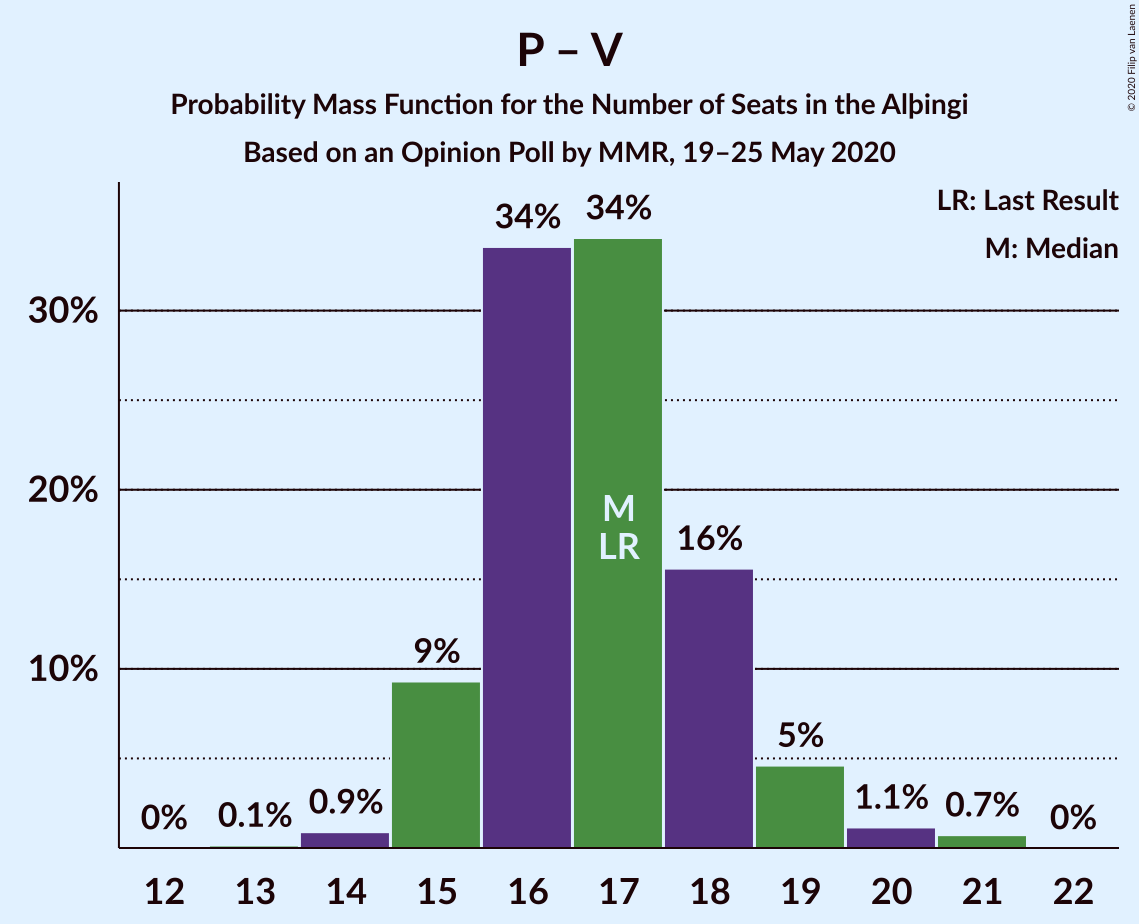 P – V
Probability Mass Function for the Number of Seats in the Alþingi
Based on an Opinion Poll by MMR, 19–25 May 2020
© 2020 Filip van Laenen
LR: Last Result
M: Median
30%
20%
10%
0%
0.1%
0.9%
9%
34%
34%
16%
5%
1.1%
0.7%
0%
M
LR
12 13 14 15 16 17 18 19 20 21 22